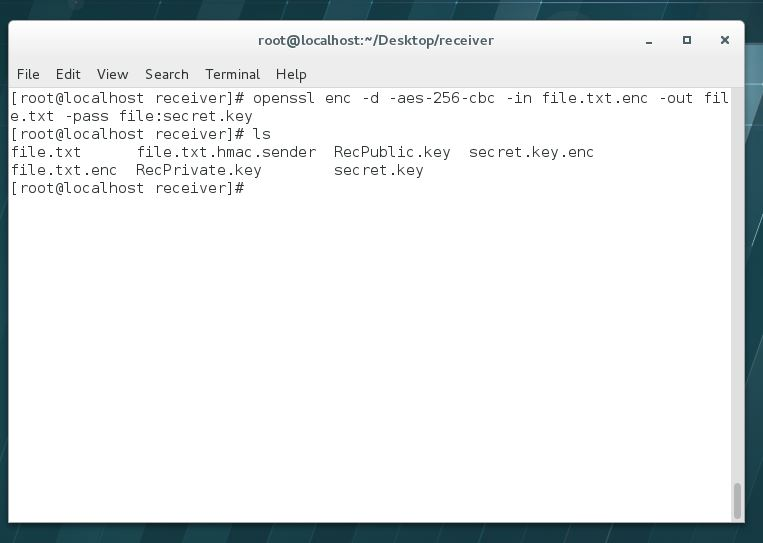 root@localhost:~/Desktop/receiver
File Edit View Search Terminal Help
[root@localhost receiver]# openssl enc -d -aes-256-cbc -in file.txt.enc -out fil
e.txt -pass file:secret.key
[root@localhost receiver]# ls
file.txt      file.txt.hmac.sender  RecPublic.key  secret.key.enc
file.txt.enc  RecPrivate.key        secret.key
[root@localhost receiver]#